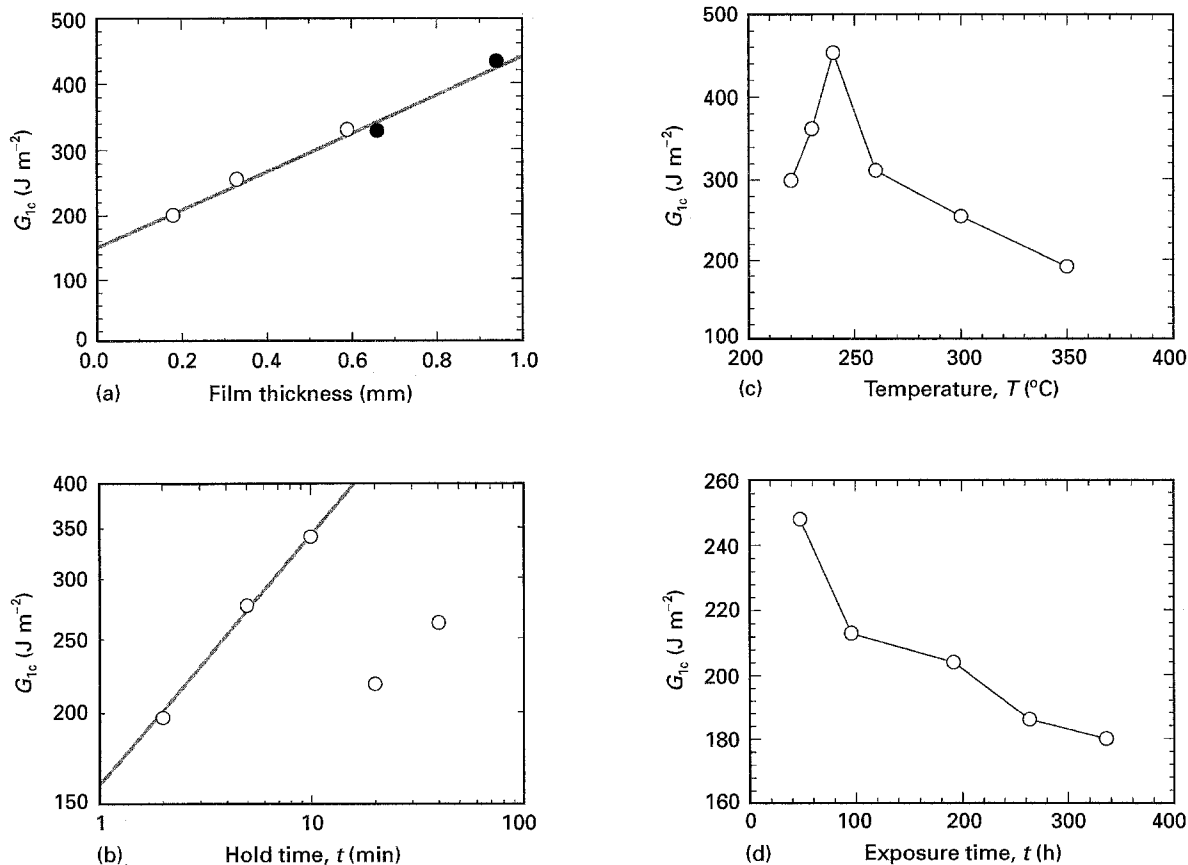 500
400
300
200
100
0
G1c (J m−2)
0.0 0.2 0.4 0.6 0.8 1.0
(a) Film thickness (mm)
500
400
300
200
100
G1c (J m−2)
200 250 300 350 400
(c) Temperature, T (°C)
400
350
300
250
200
150
G1c (J m−2)
1 10 100
(b) Hold time, t (min)
260
240
220
200
180
160
G1c (J m−2)
0 100 200 300 400
(d) Exposure time, t (h)